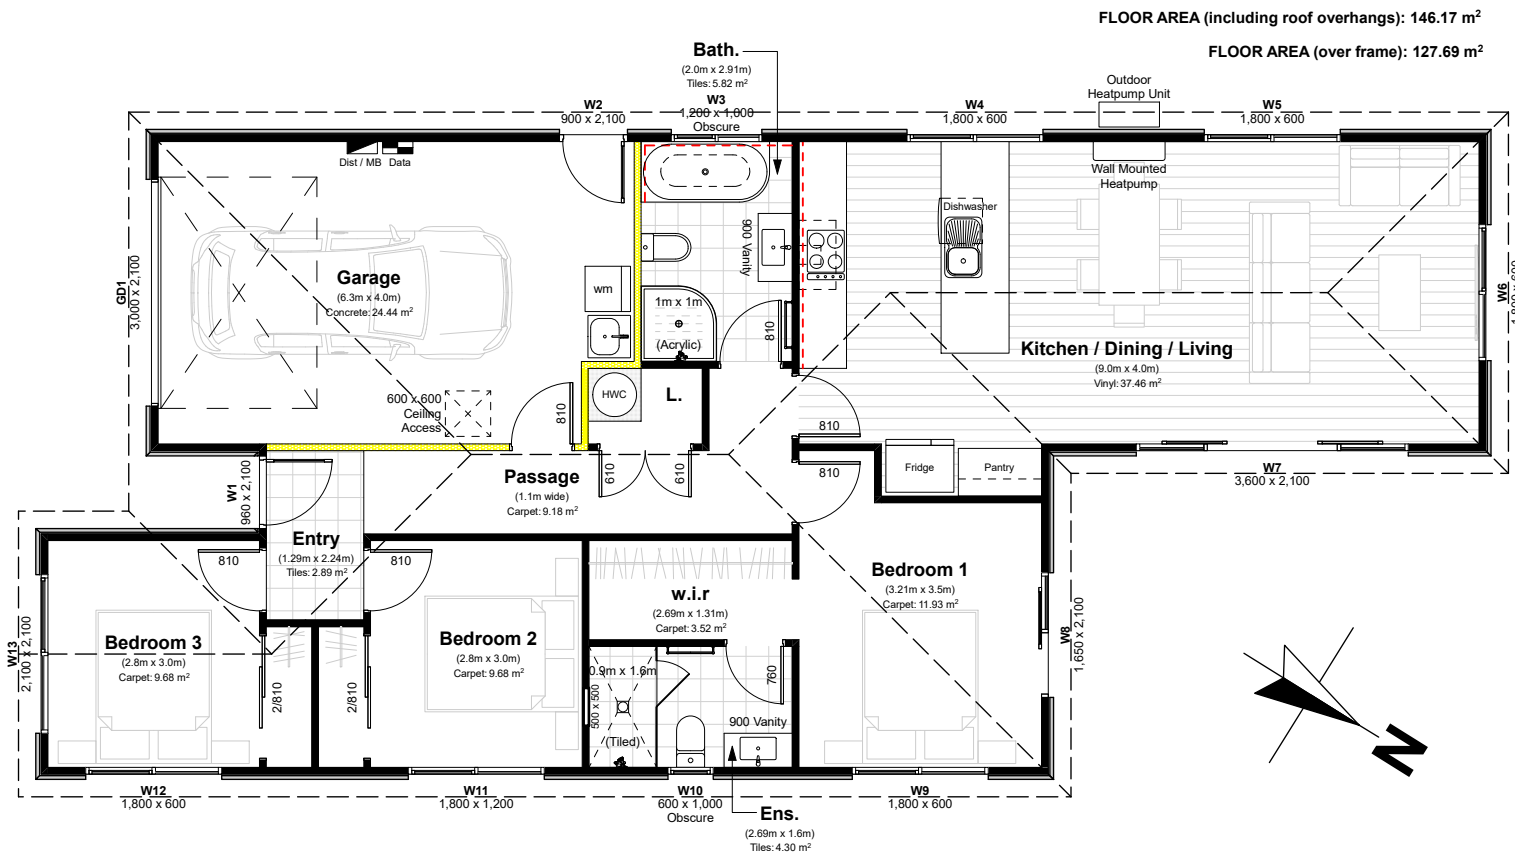 FLOOR AREA (including roof overhangs): 146.17 m²
FLOOR AREA (over frame): 127.69 m²
Bath.
(2.0m x 2.91m)
Tiles: 5.82 m²
W2
900 x 2,100
W3
1,200 x 1,000
Obscure
W4
1,800 x 600
Outdoor
Heatpump Unit
W5
1,800 x 600
Dist / MB
Data
Wall Mounted
Heatpump
Dishwasher
900 Vanity
GD1
3,000 x 2,100
Garage
(6.3m x 4.0m)
Concrete: 24.44 m²
wm
1m x 1m
(Acrylic)
810
W6
1,800 x 600
Kitchen / Dining / Living
(9.0m x 4.0m)
Vinyl: 37.46 m²
600 x 600
Ceiling
Access
810
HWC
L.
810
810
Fridge
Pantry
W7
3,600 x 2,100
W1
960 x 2,100
Passage
(1.1m wide)
Carpet: 9.18 m²
610
610
Entry
(1.29m x 2.24m)
Tiles: 2.89 m²
810
810
Bedroom 1
(3.21m x 3.5m)
Carpet: 11.93 m²
w.i.r
(2.69m x 1.31m)
Carpet: 3.52 m²
W8
1,650 x 2,100
W13
2,100 x 2,100
Bedroom 3
(2.8m x 3.0m)
Carpet: 9.68 m²
2/810
2/810
Bedroom 2
(2.8m x 3.0m)
Carpet: 9.68 m²
0.9m x 1.6m
500 x 500
(Tiled)
760
900 Vanity
N
W12
1,800 x 600
W11
1,800 x 1,200
W10
600 x 1,000
Obscure
W9
1,800 x 600
Ens.
(2.69m x 1.6m)
Tiles: 4.30 m²